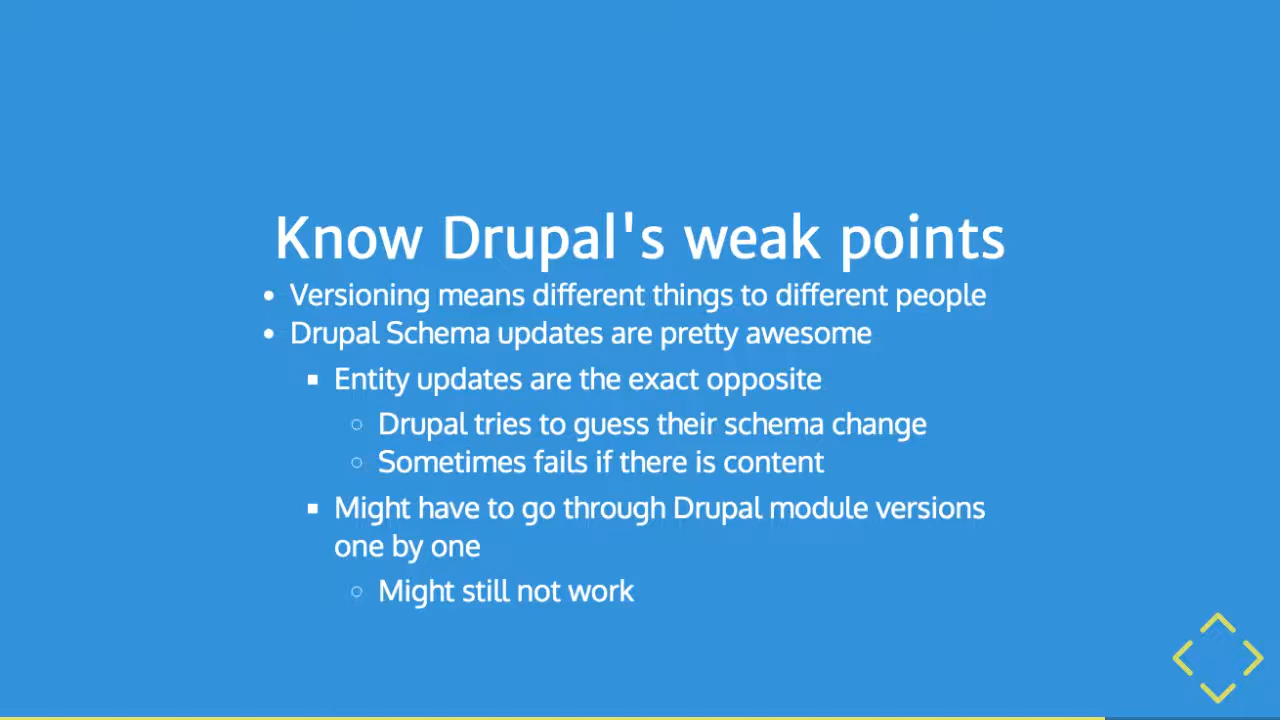 Know Drupal's weak points
Versioning means different things to different people
Drupal Schema updates are pretty awesome
Entity updates are the exact opposite
Drupal tries to guess their schema change
Sometimes fails if there is content
Might have to go through Drupal module versions
one by one
Might still not work